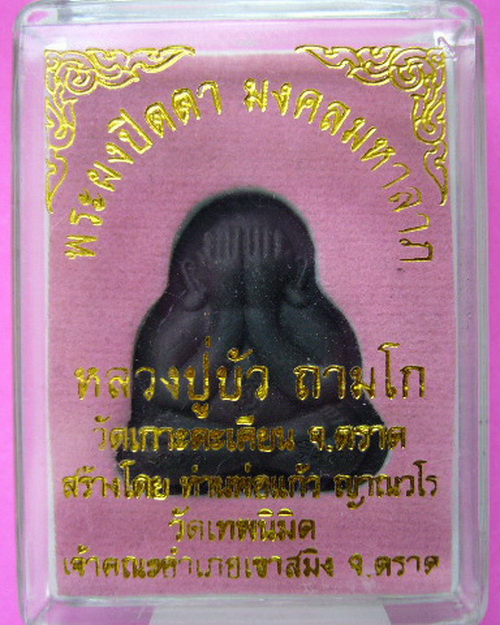 พระผงปิดตา มงคลมหาลาภ
หลวงปู่บัว ถามโก
วัดเกาะตะเคียน จ.ตราด
สร้างโดย ท่านพ่อแก้ว ญาณวโร
วัดเทพนิมิต
เจ้าคณะอำเภอเขาสมิง จ.ตราด